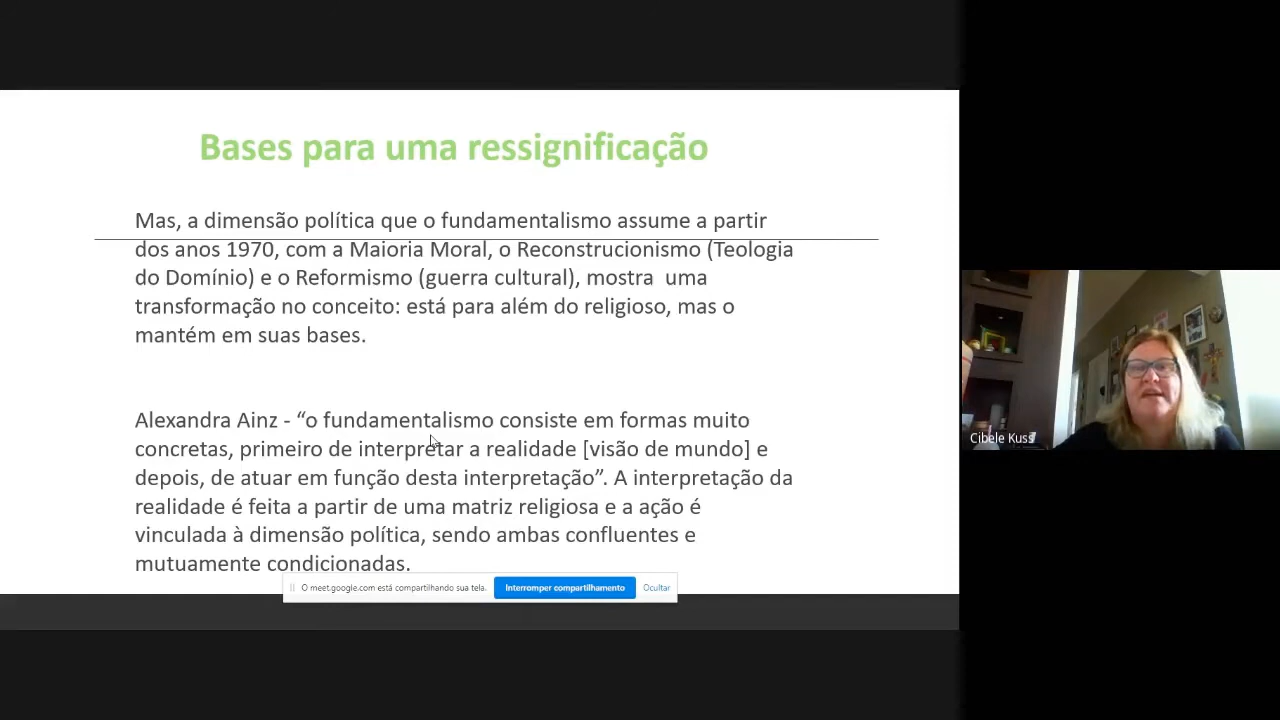 Bases para uma ressignificação
Mas, a dimensão política que o fundamentalismo assume a partir
dos anos 1970, com a Maioria Moral, o Reconstrucionismo (Teologia
do Domínio) e o Reformismo (guerra cultural), mostra  uma
transformação no conceito: está para além do religioso, mas o
mantém em suas bases.
Alexandra Ainz - “o fundamentalismo consiste em formas muito
concretas, primeiro de interpretar a realidade [visão de mundo] e
depois, de atuar em função desta interpretação”. A interpretação da
realidade é feita a partir de uma matriz religiosa e a ação é
vinculada à dimensão política, sendo ambas confluentes e
mutuamente condicionadas.
O meet.google.com está compartilhando sua tela.
Interromper compartilhamento
Ocultar
Cibele Kuss